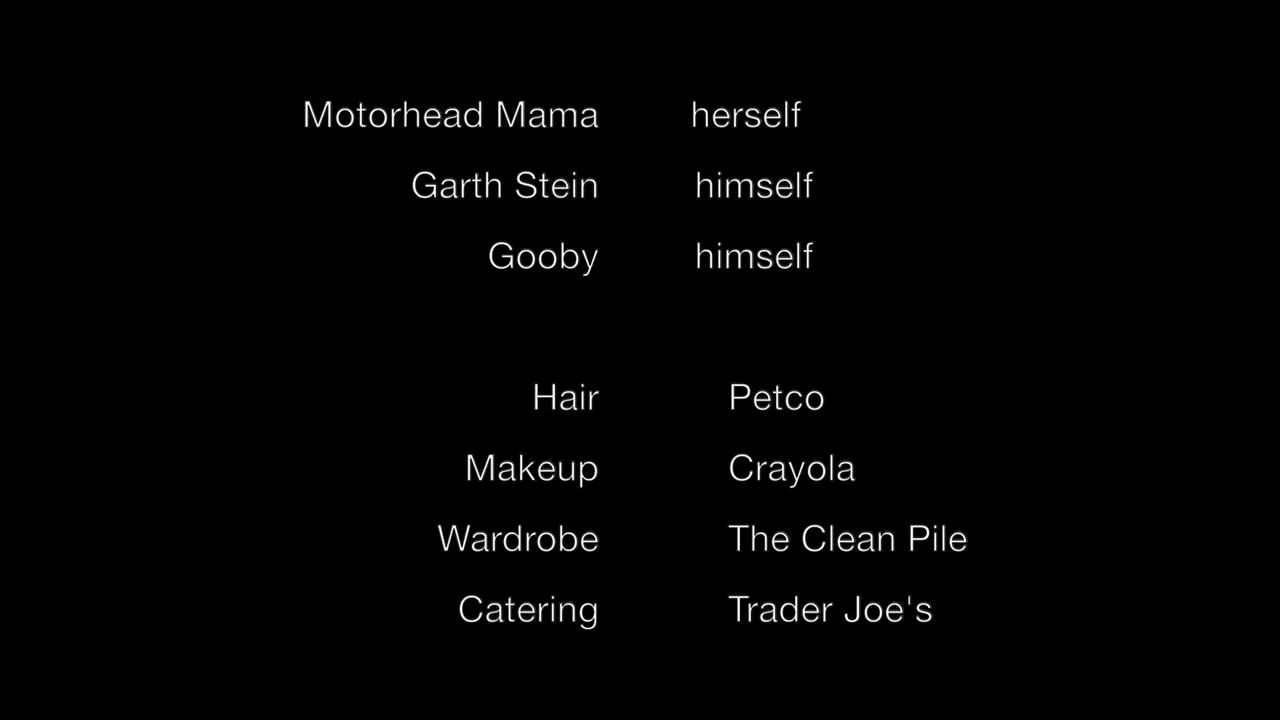 Motorhead Mama herself
Garth Stein himself
Gooby himself
Hair Petco
Makeup Crayola
Wardrobe The Clean Pile
Catering Trader Joe's